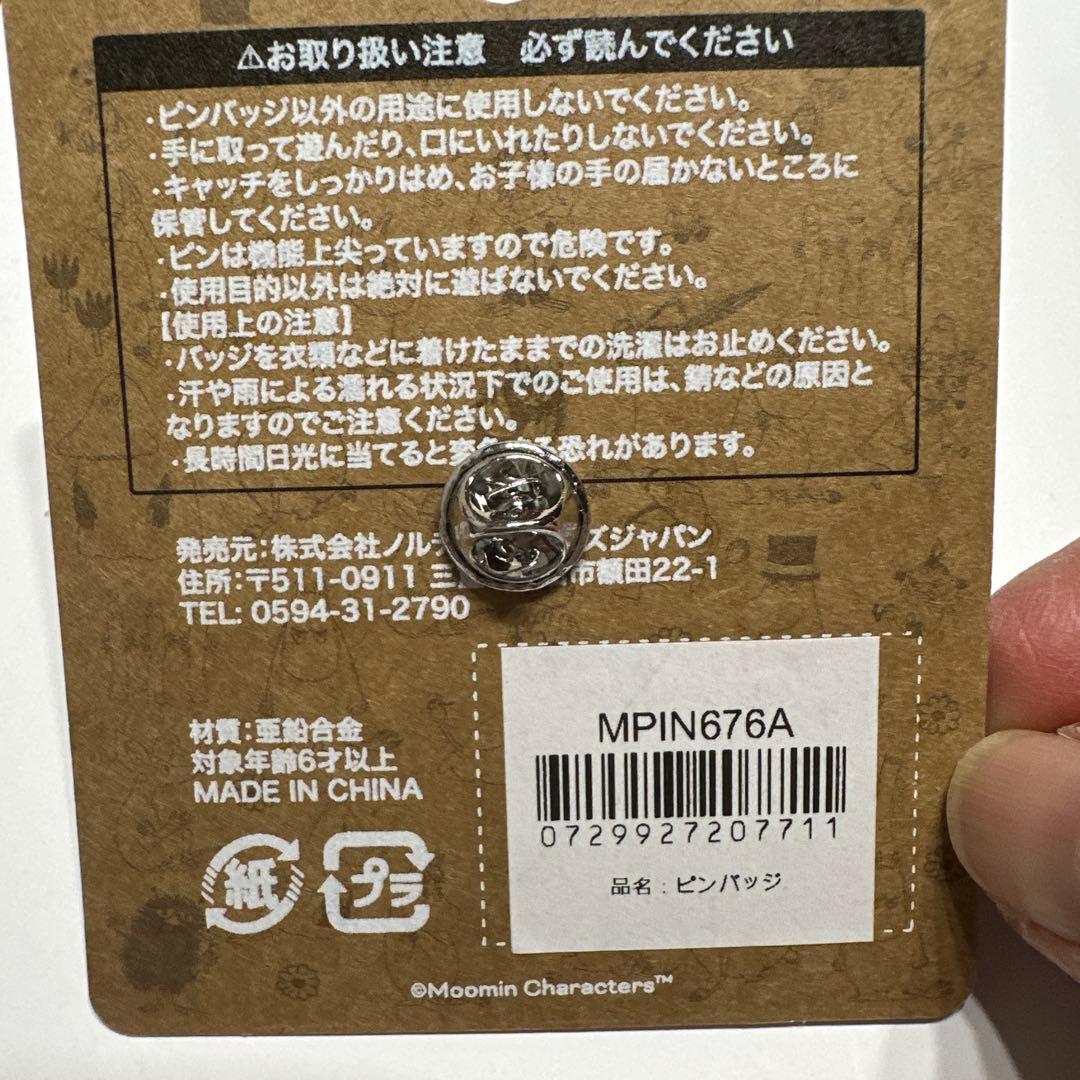 ⚠お取り扱い注意 必ず読んでください
・ピンバッジ以外の用途に使用しないでください。
・手に取って遊んだり、口にいれたりしないでください。
・キャッチをしっかりはめ、お子様の手の届かないところに
保管してください。
・ピンは機能上尖っていますので危険です。
・使用目的以外は絶対に遊ばないでください。
【使用上の注意】
・バッジを衣類などに着けたままでの洗濯はお止めください。
・汗や雨による濡れる状況下でのご使用は、錆などの原因と
なりますのでご注意ください。
・長時間日光に当てると変色する恐れがあります。
発売元：株式会社ノル ズジャパン
住所：〒511-0911 三 市額田22-1
TEL: 0594-31-2790
MPIN676A
0729927207711
品名：ピンバッジ
材質：亜鉛合金
対象年齢6才以上
MADE IN CHINA
紙 プラ
©Moomin Characters™